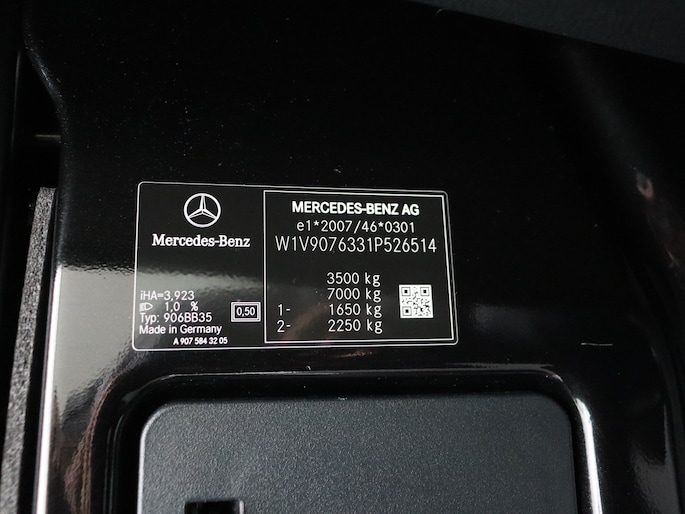 Mercedes-Benz
iHA=3,923
1,0 %
Typ: 906BB35
0,50
Made in Germany
A 907 584 32 05
MERCEDES-BENZ AG
e1*2007/46*0301
W1V9076331P526514
3500 kg
7000 kg
1- 1650 kg
2- 2250 kg